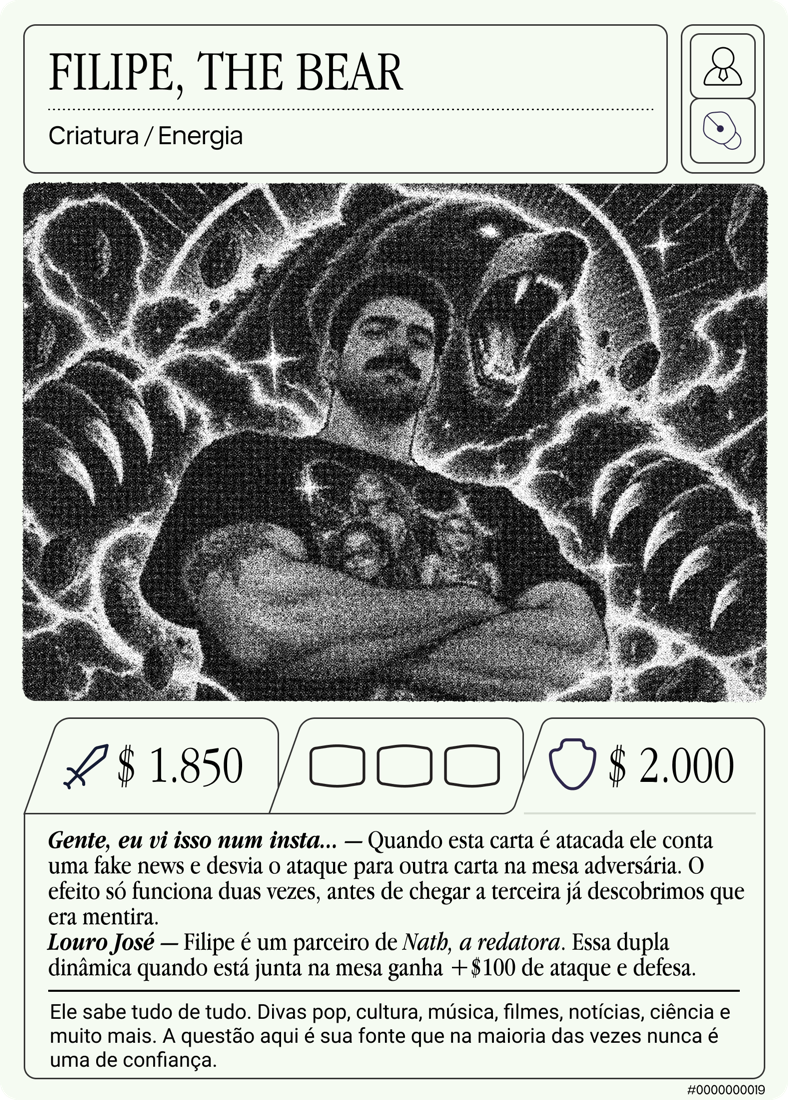 FILIPE, THE BEAR
Criatura / Energia
$ 1.850
$ 2.000
Gente, eu vi isso num insta... — Quando esta carta é atacada ele conta
uma fake news e desvia o ataque para outra carta na mesa adversária. O
efeito só funciona duas vezes, antes de chegar a terceira já descobrimos que
era mentira.
Louro José — Filipe é um parceiro de Nath, a redatora. Essa dupla
dinâmica quando está junta na mesa ganha +$100 de ataque e defesa.
Ele sabe tudo de tudo. Divas pop, cultura, música, filmes, notícias, ciência e
muito mais. A questão aqui é sua fonte que na maioria das vezes nunca é
uma de confiança.
#0000000019